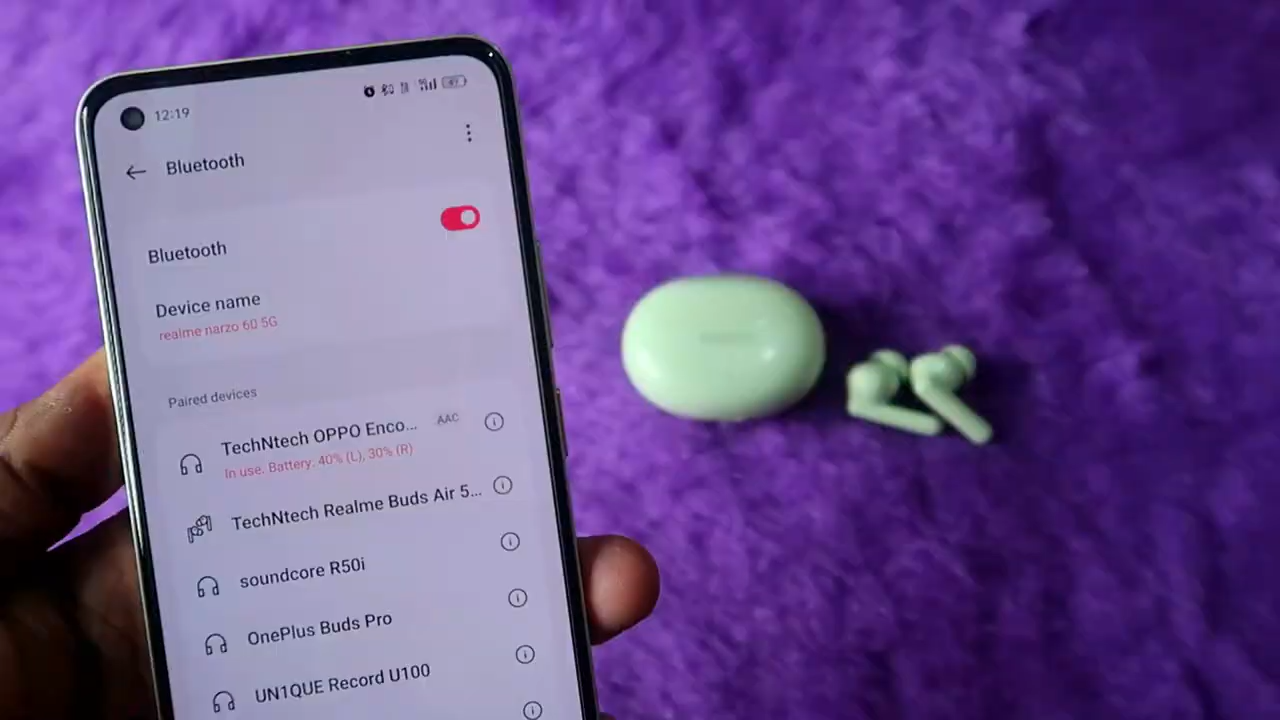 12:19
Bluetooth
Bluetooth
Device name
realme narzo 60 5G
Paired devices
TechNtech OPPO Enco... AAC
In use. Battery: 40% (L), 30% (R)
TechNtech Realme Buds Air 5...
soundcore R50i
OnePlus Buds Pro
UN1QUE Record U100